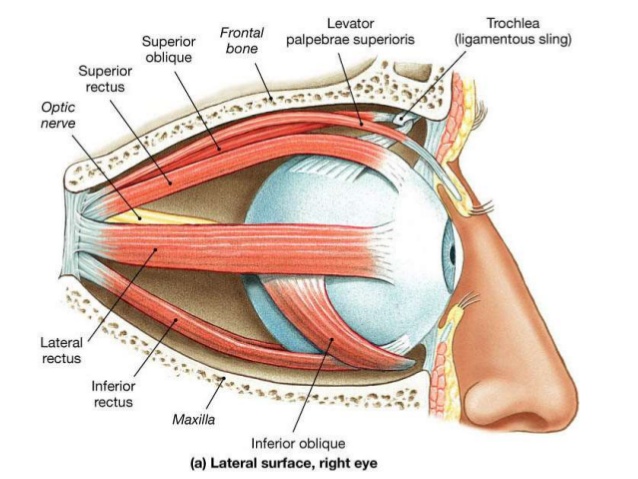 Levator
palpebrae superioris
Trochlea
(ligamentous sling)
Frontal
bone
Superior
oblique
Superior
rectus
Optic
nerve
Lateral
rectus
Inferior
rectus
Maxilla
Inferior oblique
(a) Lateral surface, right eye